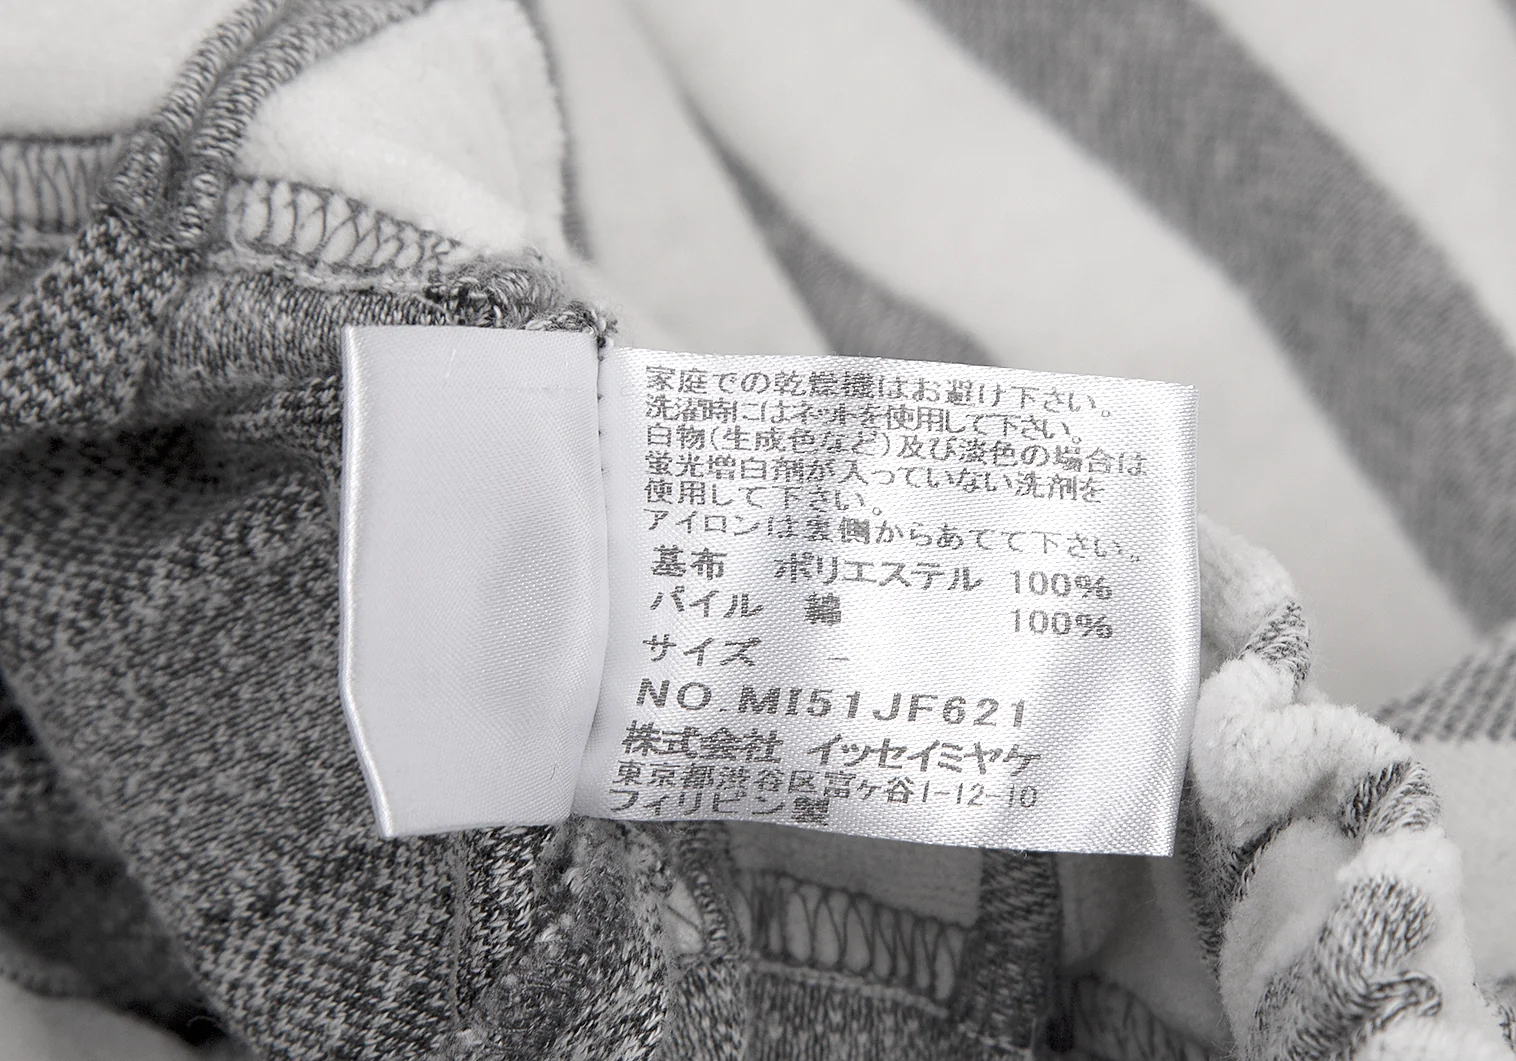 家庭での乾燥機はお避け下さい。
洗濯時にはネットを使用して下さい。
白物(生成色など)及び淡色の場合は
蛍光増白剤が入っていない洗剤を
使用して下さい。
アイロンは裏側からあてて下さい。
基布 ポリエステル 100%
パイル 綿 100%
サイズ -
NO.MI51JF621
株式会社 イッセイミヤケ
東京都渋谷区富ヶ谷1-12-10
フィリピン製